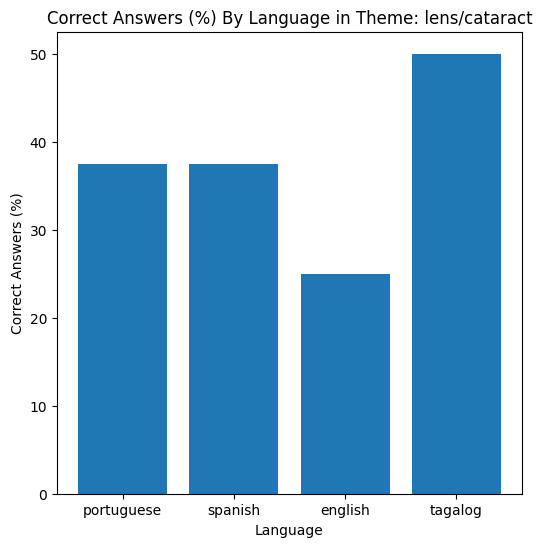 Correct Answers (%) By Language in Theme: lens/cataract
50
40
30
20
10
0
Correct Answers (%)
portuguese spanish english tagalog
Language